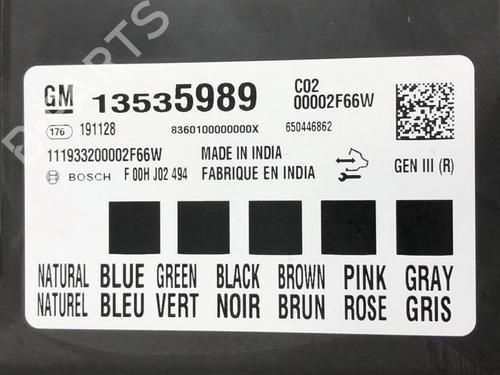 GM 13535989 C02
00002F66W
176 191128 8360100000000X 650446862
111933200002F66W MADE IN INDIA GEN III (R)
BOSCH F 00H J02 494 FABRIQUE EN INDIA
NATURAL BLUE GREEN BLACK BROWN PINK GRAY
NATUREL BLEU VERT NOIR BRUN ROSE GRIS
PARTS